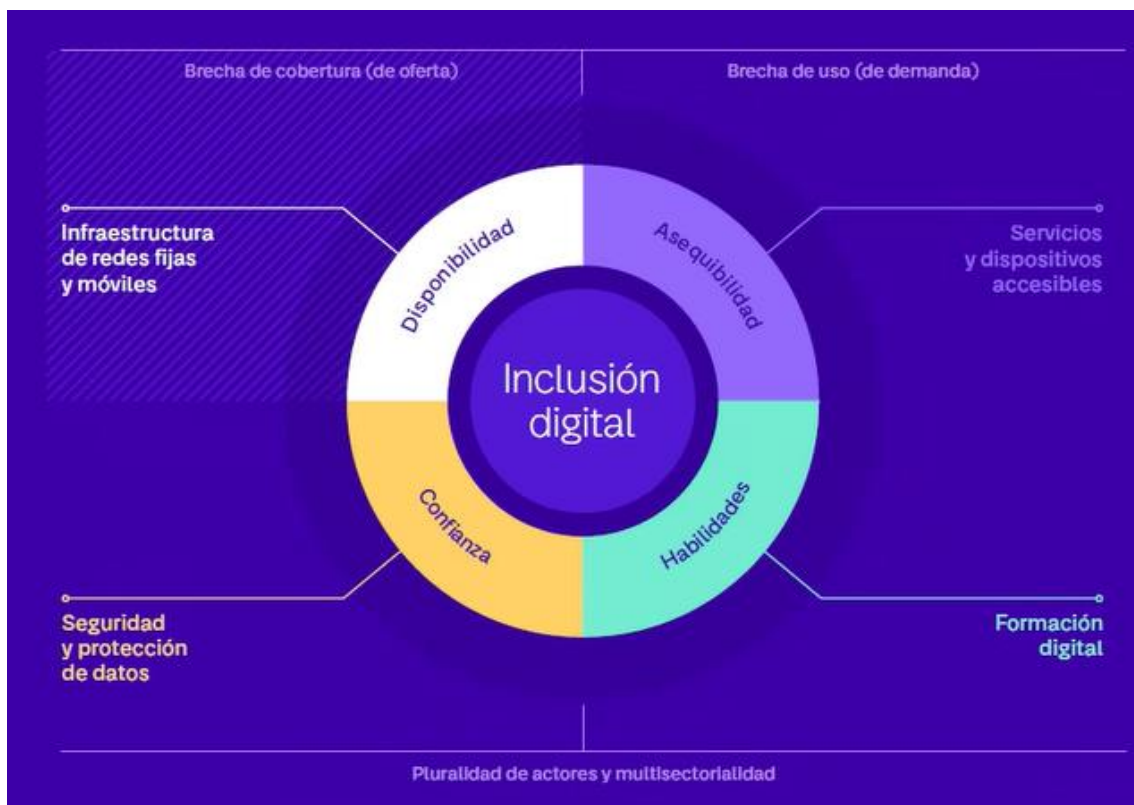 Brecha de cobertura (de oferta)
Brecha de uso (de demanda)
Infraestructura
de redes fijas
y móviles
Disponibilidad
Asequibilidad
Servicios
y dispositivos
accesibles
Inclusión
digital
Confianza
Habilidades
Seguridad
y protección
de datos
Formación
digital
Pluralidad de actores y multisectorialidad